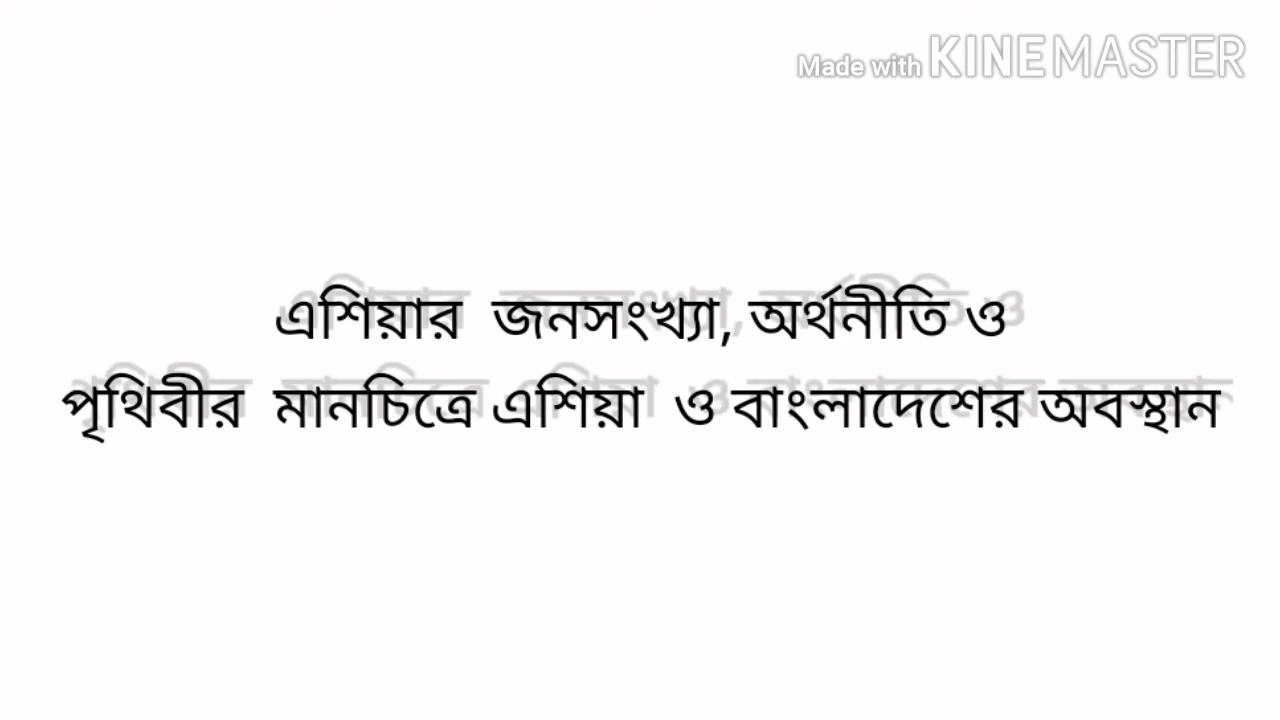 Made with KINEMASTER
এশিয়ার জনসংখ্যা, অর্থনীতি ও
পৃথিবীর মানচিত্রে এশিয়া ও বাংলাদেশের অবস্থান